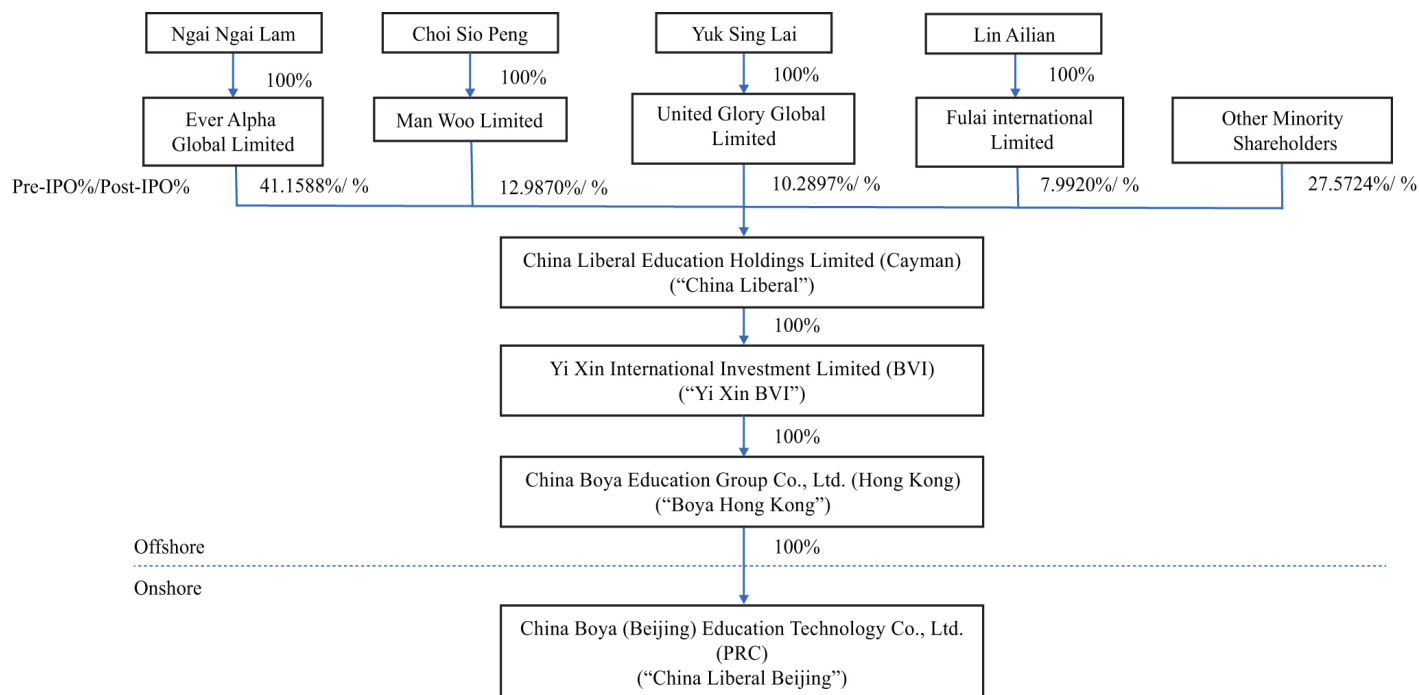 Ngai Ngai Lam
Choi Sio Peng
Yuk Sing Lai
Lin Ailian
100%
100%
100%
100%
Ever Alpha
Global Limited
Man Woo Limited
United Glory Global
Limited
Fulai international
Limited
Other Minority
Shareholders
Pre-IPO%/Post-IPO%
41.1588%/ %
12.9870%/ %
10.2897%/ %
7.9920%/ %
27.5724%/ %
China Liberal Education Holdings Limited (Cayman)
(“China Liberal”)
100%
Yi Xin International Investment Limited (BVI)
(“Yi Xin BVI”)
100%
China Boya Education Group Co., Ltd. (Hong Kong)
(“Boya Hong Kong”)
Offshore
100%
Onshore
China Boya (Beijing) Education Technology Co., Ltd.
(PRC)
(“China Liberal Beijing”)